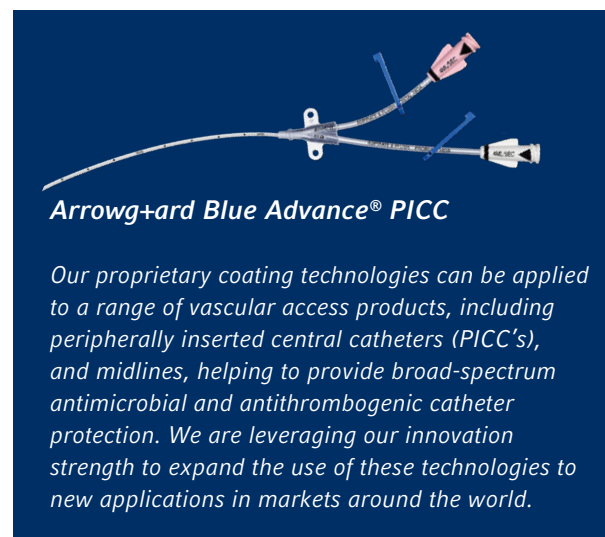 4ML/SEC
Arrowg+ard Blue Advance® PICC
Our proprietary coating technologies can be applied
to a range of vascular access products, including
peripherally inserted central catheters (PICC’s),
and midlines, helping to provide broad-spectrum
antimicrobial and antithrombogenic catheter
protection. We are leveraging our innovation
strength to expand the use of these technologies to
new applications in markets around the world.